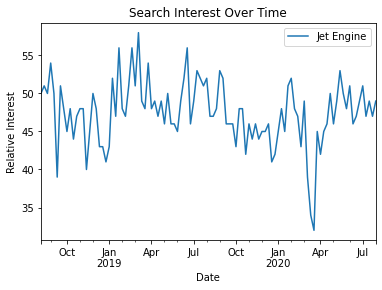 Search Interest Over Time
Jet Engine
Relative Interest
55
50
45
40
35
Oct Jan Apr Jul Oct Jan Apr Jul
2019 2020
Date